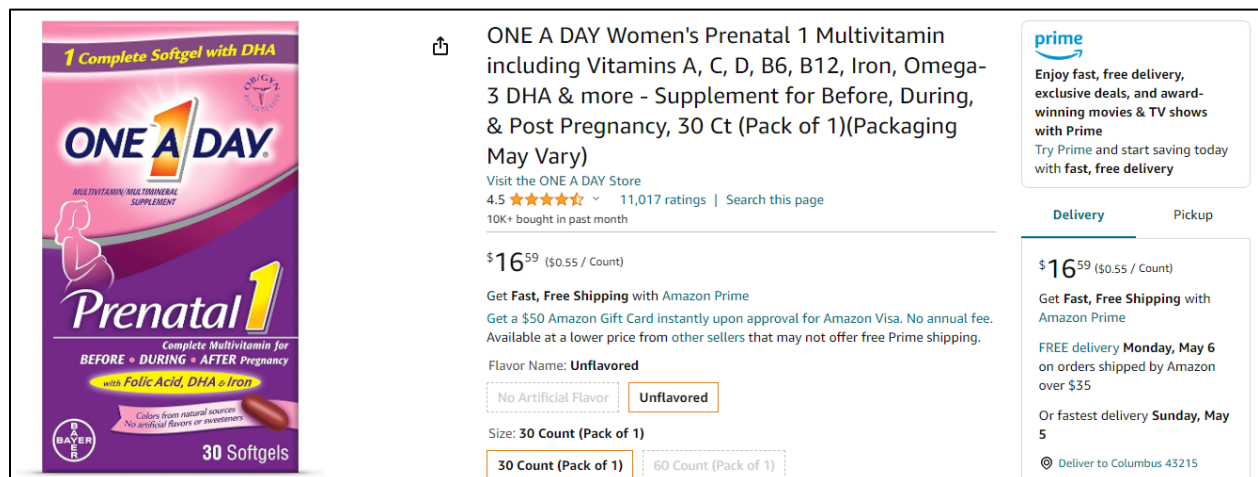 1 Complete Softgel with DHA
OB/GYN
ONE A DAY®
MULTIVITAMIN/MULTIMINERAL
SUPPLEMENT
Prenatal 1
Complete Multivitamin for
BEFORE • DURING • AFTER Pregnancy
with Folic Acid, DHA & Iron
Colors from natural sources
No artificial flavors or sweeteners
BAYER
BAYER
30 Softgels
ONE A DAY Women's Prenatal 1 Multivitamin
including Vitamins A, C, D, B6, B12, Iron, Omega-
3 DHA & more - Supplement for Before, During,
& Post Pregnancy, 30 Ct (Pack of 1)(Packaging
May Vary)
Visit the ONE A DAY Store
4.5 11,017 ratings | Search this page
10K+ bought in past month
$16.59 ($0.55 / Count)
Get Fast, Free Shipping with Amazon Prime
Get a $50 Amazon Gift Card instantly upon approval for Amazon Visa. No annual fee.
Available at a lower price from other sellers that may not offer free Prime shipping.
Flavor Name: Unflavored
No Artificial Flavor Unflavored
Size: 30 Count (Pack of 1)
30 Count (Pack of 1) 60 Count (Pack of 1)
prime
Enjoy fast, free delivery,
exclusive deals, and award-
winning movies & TV shows
with Prime
Try Prime and start saving today
with fast, free delivery
Delivery Pickup
$16.59 ($0.55 / Count)
Get Fast, Free Shipping with
Amazon Prime
FREE delivery Monday, May 6
on orders shipped by Amazon
over $35
Or fastest delivery Sunday, May
5
Deliver to Columbus 43215